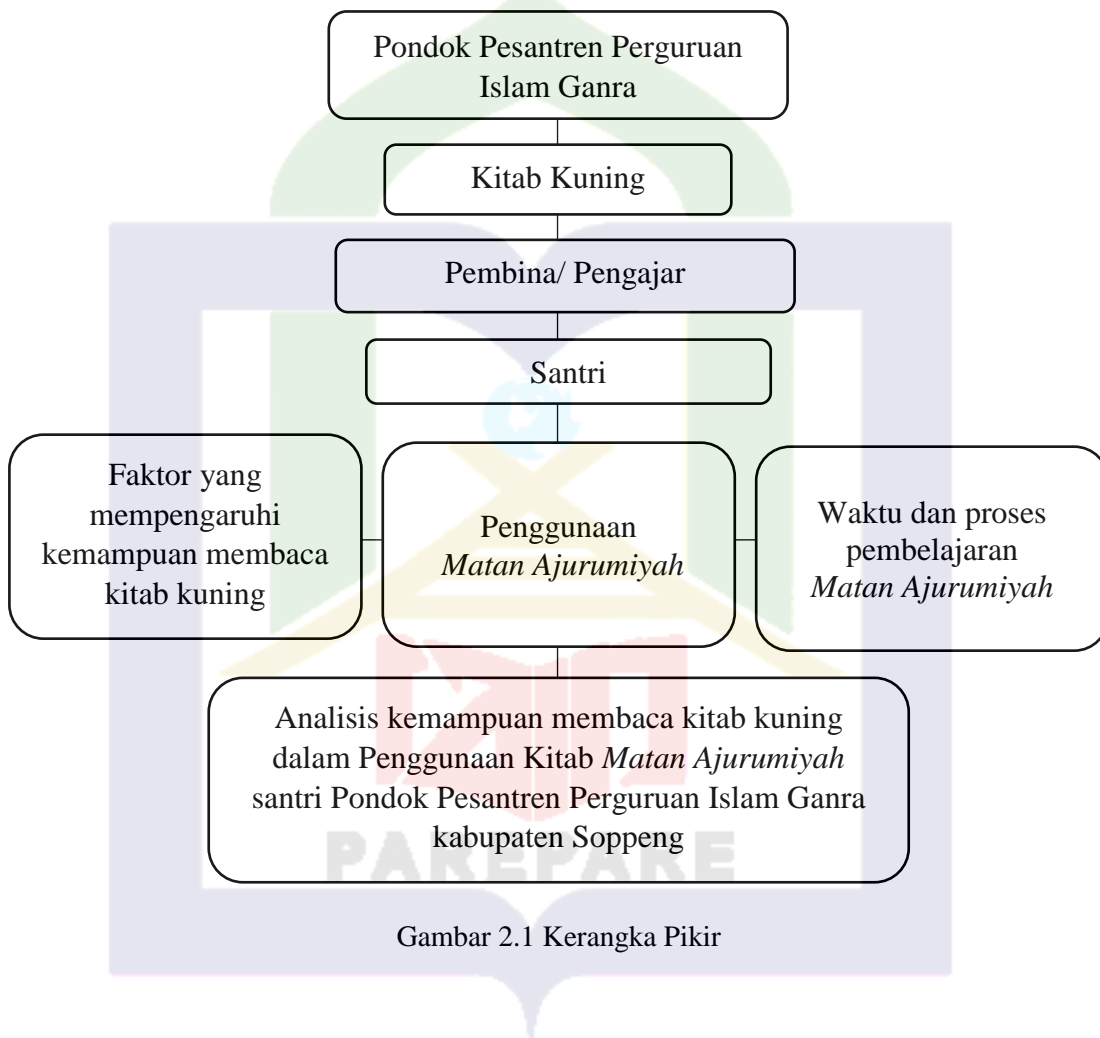 Pondok Pesantren Perguruan
Islam Ganra
Kitab Kuning
Pembina/ Pengajar
Santri
Faktor yang
mempengaruhi
kemampuan membaca
kitab kuning
Penggunaan
Matan Ajurumiyah
Waktu dan proses
pembelajaran
Matan Ajurumiyah
Analisis kemampuan membaca kitab kuning
dalam Penggunaan Kitab Matan Ajurumiyah
santri Pondok Pesantren Perguruan Islam Ganra
kabupaten Soppeng
PAREPARE
Gambar 2.1 Kerangka Pikir